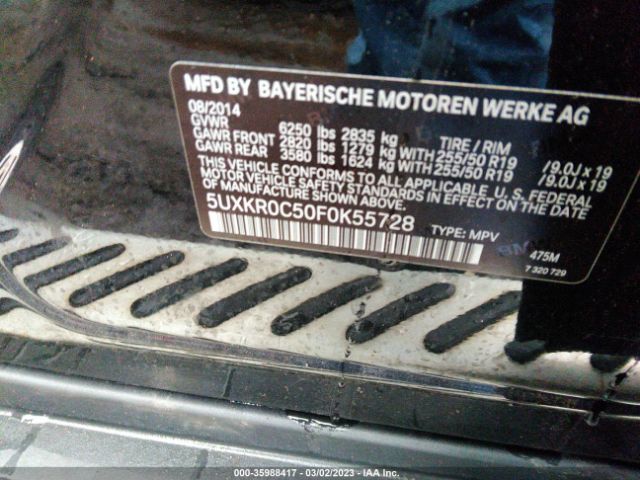 MFD BY BAYERISCHE MOTOREN WERKE AG
08/2014
GVWR 6250 lbs 2835 kg TIRE / RIM
GAWR FRONT 2820 lbs 1279 kg WITH 255/50 R19 /9.0J x 19
GAWR REAR 3580 lbs 1624 kg WITH 255/50 R19 /9.0J x 19
THIS VEHICLE CONFORMS TO ALL APPLICABLE U.S. FEDERAL
MOTOR VEHICLE SAFETY STANDARDS IN EFFECT ON THE DATE
OF MANUFACTURE SHOWN ABOVE.
5UXKR0C50F0K55728 TYPE: MPV 475M
7 320 729
000-35988417 - 03/02/2023 - IAA Inc.